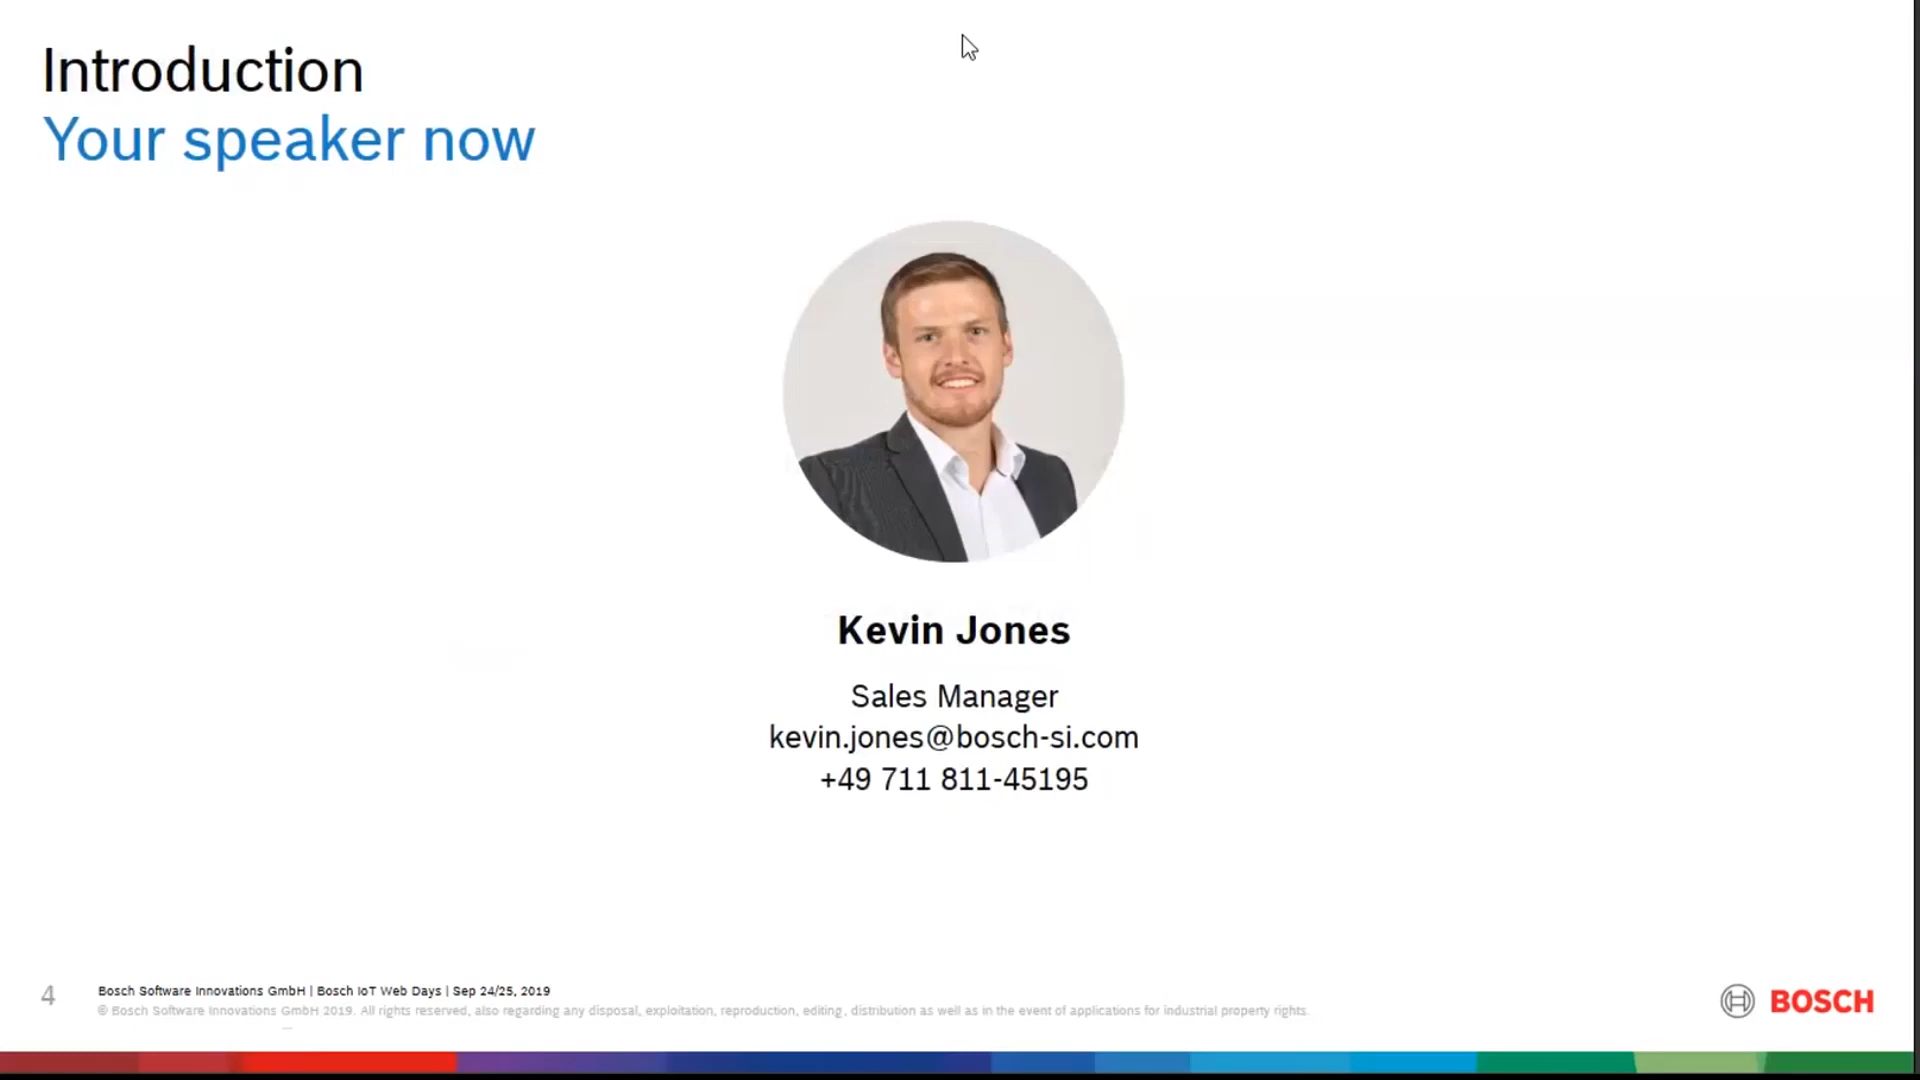 Introduction
Your speaker now
Kevin Jones
Sales Manager
kevin.jones@bosch-si.com
+49 711 811-45195
4
Bosch Software Innovations GmbH | Bosch IoT Web Days | Sep 24/25, 2019
© Bosch Software Innovations GmbH 2019. All rights reserved, also regarding any disposal, exploitation, reproduction, editing, distribution as well as in the event of applications for industrial property rights.
BOSCH